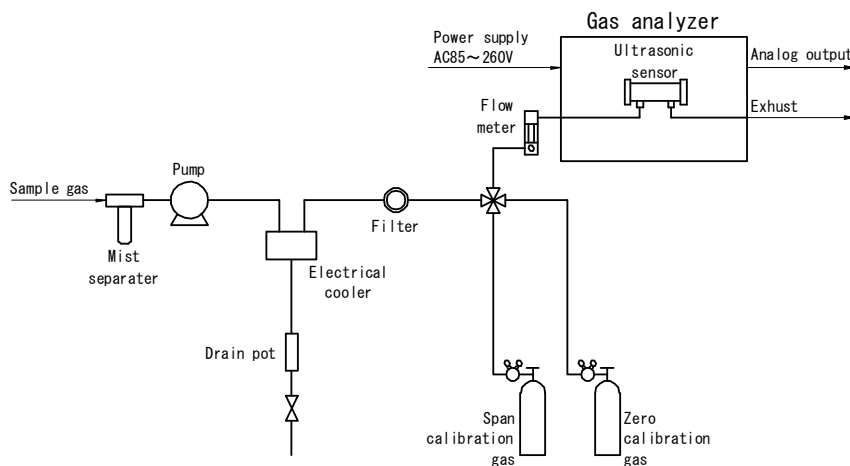 Gas analyzer
Power supply
AC85～260V
Ultrasonic
sensor
Analog output
Exhust
Flow
meter
Pump
Sample gas
Mist
separater
Filter
Electrical
cooler
Drain pot
Span
calibration
gas
Zero
calibration
gas